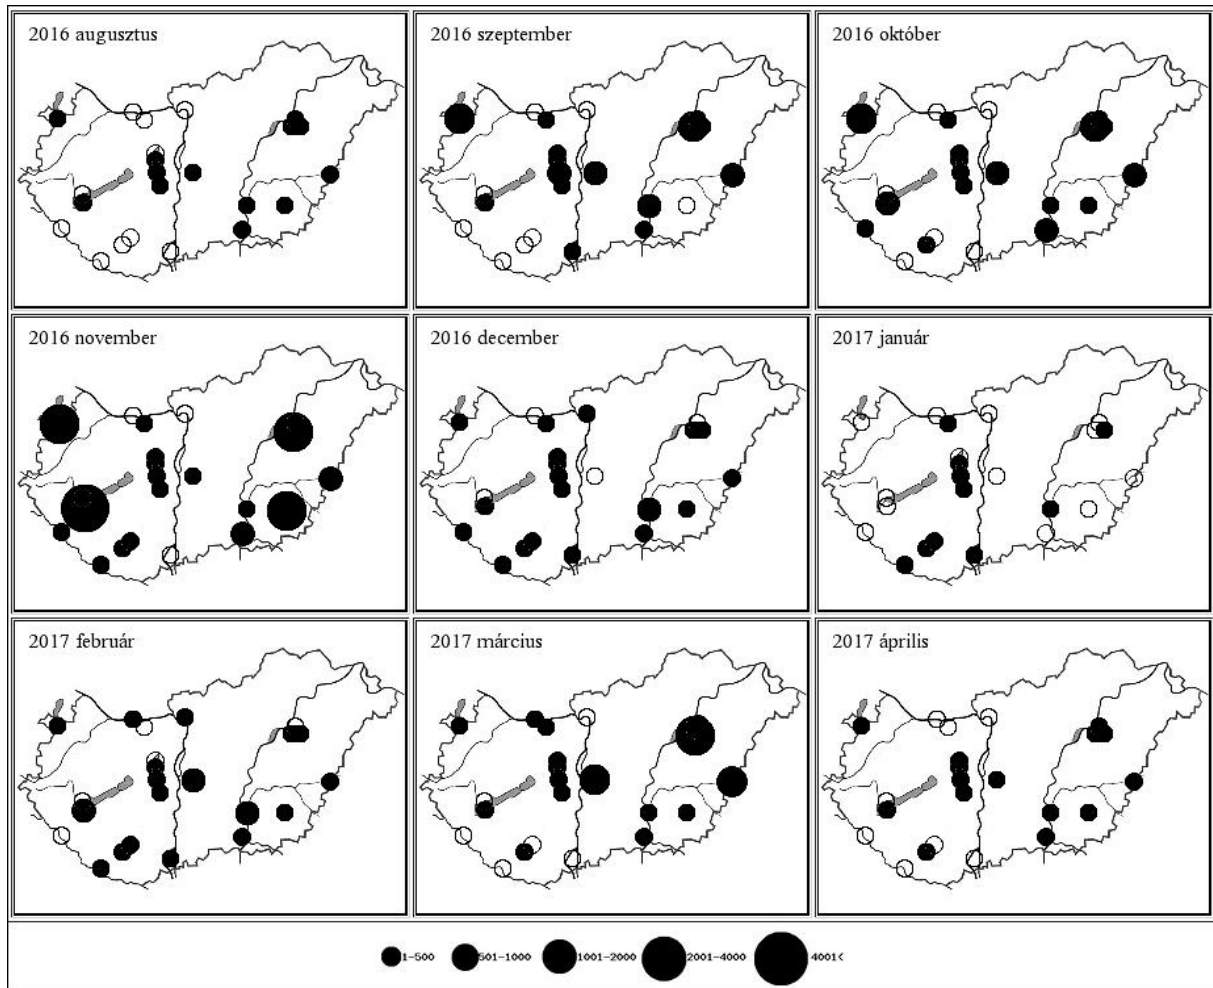 2016 augusztus
2016 szeptember
2016 október
2016 november
2016 december
2017 január
2017 február
2017 március
2017 április
1-500
501-1000
1001-2000
2001-4000
4001<